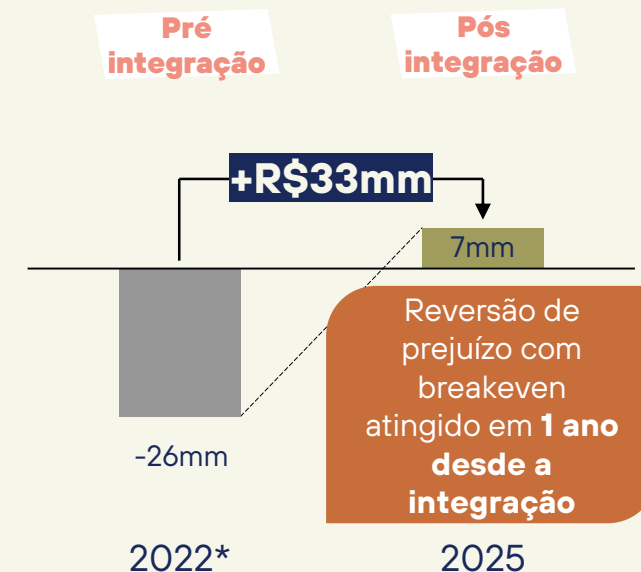 Pré
integração
Pós
integração
+R$33mm
7mm
-26mm
Reversão de
prejuízo com
breakeven
atingido em 1 ano
desde a
integração
2022*
2025